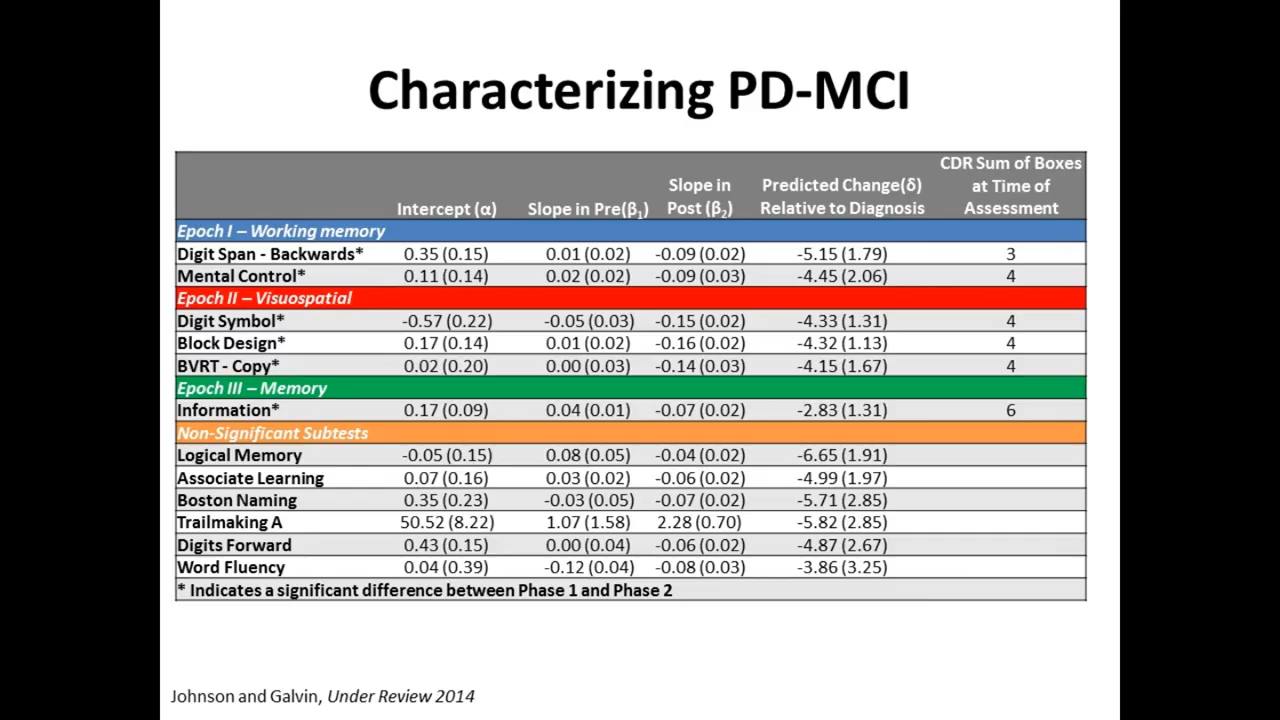 Characterizing PD-MCI
Intercept (α) Slope in Pre(β1) Slope in Post (β2) Predicted Change(δ) Relative to Diagnosis CDR Sum of Boxes at Time of Assessment
Epoch I – Working memory
Digit Span - Backwards* 0.35 (0.15) 0.01 (0.02) -0.09 (0.02) -5.15 (1.79) 3
Mental Control* 0.11 (0.14) 0.02 (0.02) -0.09 (0.03) -4.45 (2.06) 4
Epoch II – Visuospatial
Digit Symbol* -0.57 (0.22) -0.05 (0.03) -0.15 (0.02) -4.33 (1.31) 4
Block Design* 0.17 (0.14) 0.01 (0.02) -0.16 (0.02) -4.32 (1.13) 4
BVRT - Copy* 0.02 (0.20) 0.00 (0.03) -0.14 (0.03) -4.15 (1.67) 4
Epoch III – Memory
Information* 0.17 (0.09) 0.04 (0.01) -0.07 (0.02) -2.83 (1.31) 6
Non-Significant Subtests
Logical Memory -0.05 (0.15) 0.08 (0.05) -0.04 (0.02) -6.65 (1.91)
Associate Learning 0.07 (0.16) 0.03 (0.02) -0.06 (0.02) -4.99 (1.97)
Boston Naming 0.35 (0.23) -0.03 (0.05) -0.07 (0.02) -5.71 (2.85)
Trailmaking A 50.52 (8.22) 1.07 (1.58) 2.28 (0.70) -5.82 (2.85)
Digits Forward 0.43 (0.15) 0.00 (0.04) -0.06 (0.02) -4.87 (2.67)
Word Fluency 0.04 (0.39) -0.12 (0.04) -0.08 (0.03) -3.86 (3.25)
* Indicates a significant difference between Phase 1 and Phase 2
Johnson and Galvin, Under Review 2014